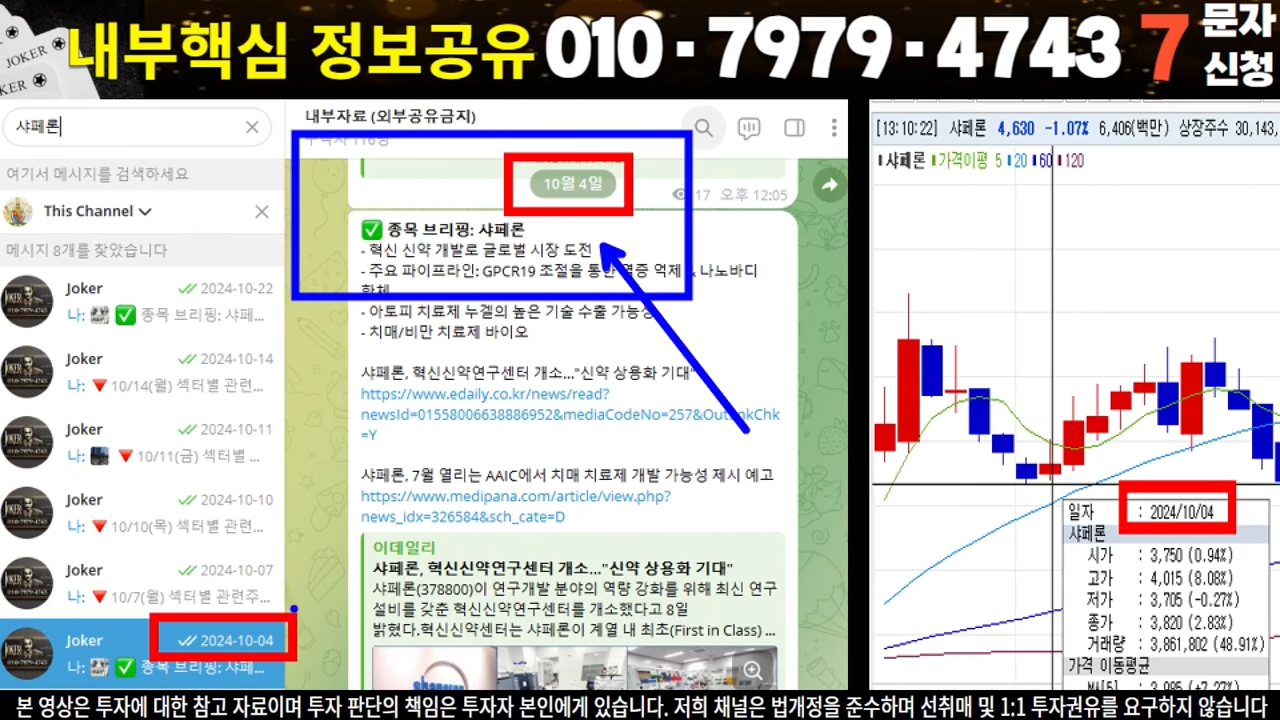 JOKER
KER
내부핵심 정보공유 010-7979-4743 7 문자
신청
샤페론
여기서 메시지를 검색하세요
This Channel
메시지 8개를 찾았습니다
Joker 2024-10-22
나: ✅ 종목 브리핑: 샤페...
Joker 2024-10-14
나: 🔻 10/14(월) 섹터별 관련...
Joker 2024-10-11
나: 🔻 10/11(금) 섹터별 ...
Joker 2024-10-10
나: 🔻 10/10(목) 섹터별 관련...
Joker 2024-10-07
나: 🔻 10/7(월) 섹터별 관련주...
Joker 2024-10-04
나: ✅ 종목 브리핑: 샤페...
내부자료 (외부공유금지)
10월 4일
17 오후 12:05
✅ 종목 브리핑: 샤페론
- 혁신 신약 개발로 글로벌 시장 도전
- 주요 파이프라인: GPCR19 조절을 통한 염증 억제 & 나노바디
항체
- 아토피 치료제 누겔의 높은 기술 수출 가능성
- 치매/비만 치료제 바이오
샤페론, 혁신신약연구센터 개소..."신약 상용화 기대"
https://www.edaily.co.kr/news/read?
newsId=01558006638886952&mediaCodeNo=257&OutLnkChk
=Y
샤페론, 7월 열리는 AAIC에서 치매 치료제 개발 가능성 제시 예고
https://www.medipana.com/article/view.php?
news_idx=326584&sch_cate=D
이데일리
샤페론, 혁신신약연구센터 개소..."신약 상용화 기대"
샤페론(378800)이 연구개발 분야의 역량 강화를 위해 최신 연구
설비를 갖춘 혁신신약연구센터를 개소했다고 8일
밝혔다.혁신신약센터는 샤페론이 계열 내 최초(First in Class) ...
[13:10:22] 샤페론 4,630 -1.07% 6,406(백만) 상장주수 30,143,
샤페론 가격이평 5 20 60 120
일자 : 2024/10/04
샤페론
시가 : 3,750 (0.94%)
고가 : 4,015 (8.08%)
저가 : 3,705 (-0.27%)
종가 : 3,820 (2.83%)
거래량 : 3,861,802 (48.91%)
가격 이동평균
본 영상은 투자에 대한 참고 자료이며 투자 판단의 책임은 투자자 본인에게 있습니다. 저희 채널은 법개정을 준수하며 선취매 및 1:1 투자권유를 요구하지 않습니다